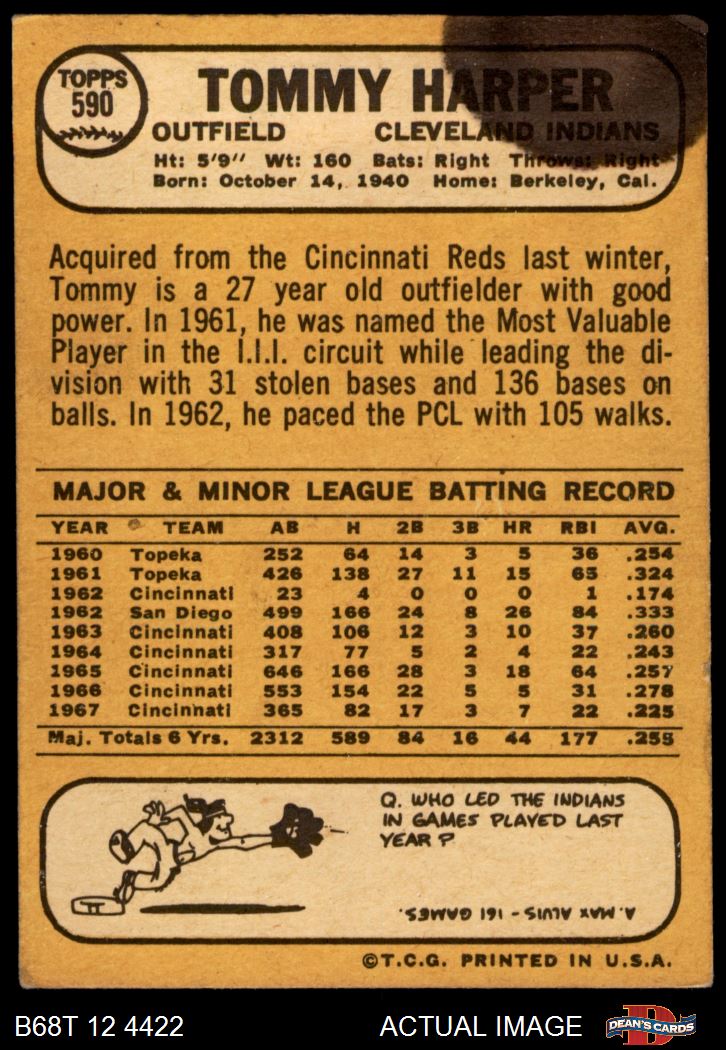 TOPPS
590
TOMMY HARPER
OUTFIELD CLEVELAND INDIANS
Ht: 5'9" Wt: 160 Bats: Right Throws: Right
Born: October 14, 1940 Home: Berkeley, Cal.
Acquired from the Cincinnati Reds last winter,
Tommy is a 27 year old outfielder with good
power. In 1961, he was named the Most Valuable
Player in the I.I.I. circuit while leading the di-
vision with 31 stolen bases and 136 bases on
balls. In 1962, he paced the PCL with 105 walks.
MAJOR & MINOR LEAGUE BATTING RECORD
YEAR TEAM AB H 2B 3B HR RBI AVG.
1960 Topeka 252 64 14 3 5 36 .254
1961 Topeka 426 138 27 11 15 65 .324
1962 Cincinnati 23 4 0 0 0 1 .174
1962 San Diego 499 166 24 8 26 84 .333
1963 Cincinnati 408 106 12 3 10 37 .260
1964 Cincinnati 317 77 5 2 4 22 .243
1965 Cincinnati 646 166 28 3 18 64 .257
1966 Cincinnati 553 154 22 5 5 31 .278
1967 Cincinnati 365 82 17 3 7 22 .225
Maj. Totals 6 Yrs. 2312 589 84 16 44 177 .255
Q. WHO LED THE INDIANS
IN GAMES PLAYED LAST
YEAR?
A. MAX ALVIS - 161 GAMES.
©T.C.G. PRINTED IN U.S.A.
B68T 12 4422 ACTUAL IMAGE DEAN'S CARDS